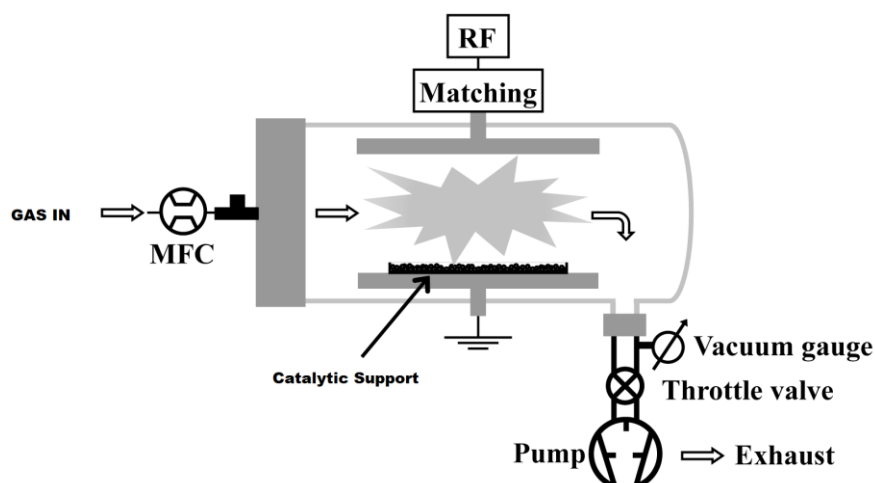 RF
Matching
GAS IN
MFC
Catalytic Support
Vacuum gauge
Throttle valve
Pump
Exhaust